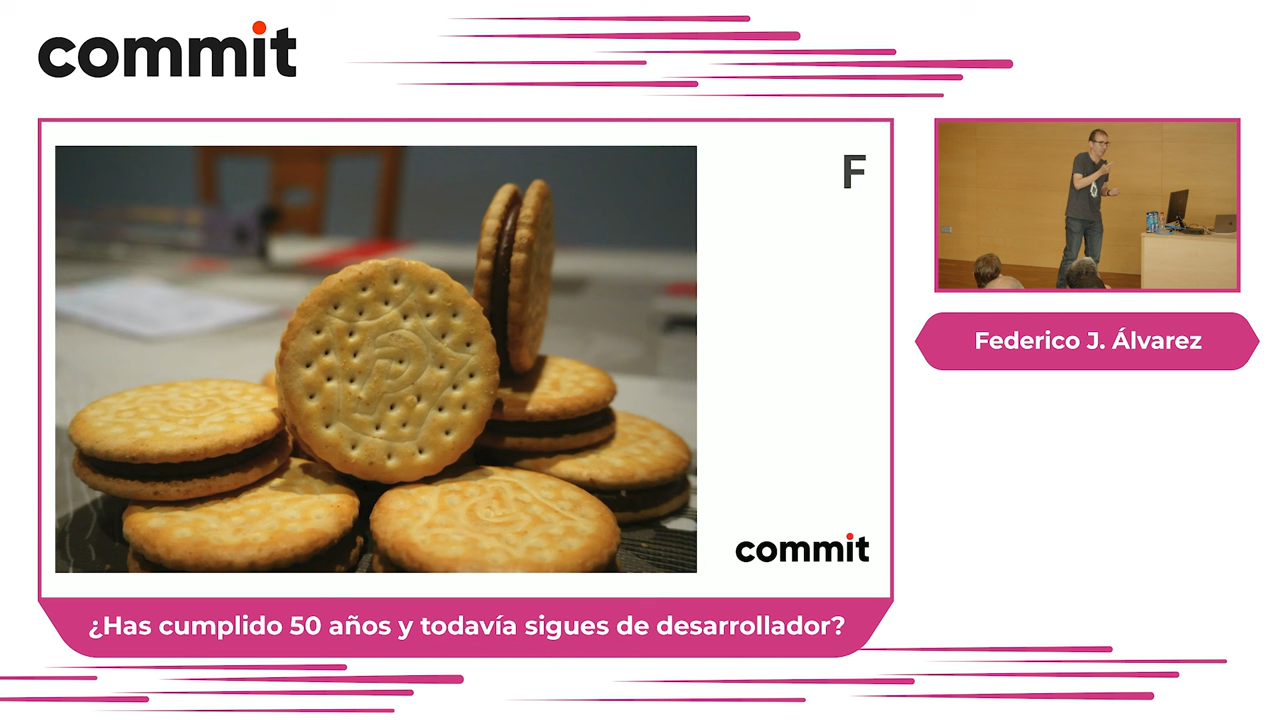 commit
F
commit
Federico J. Álvarez
¿Has cumplido 50 años y todavía sigues de desarrollador?